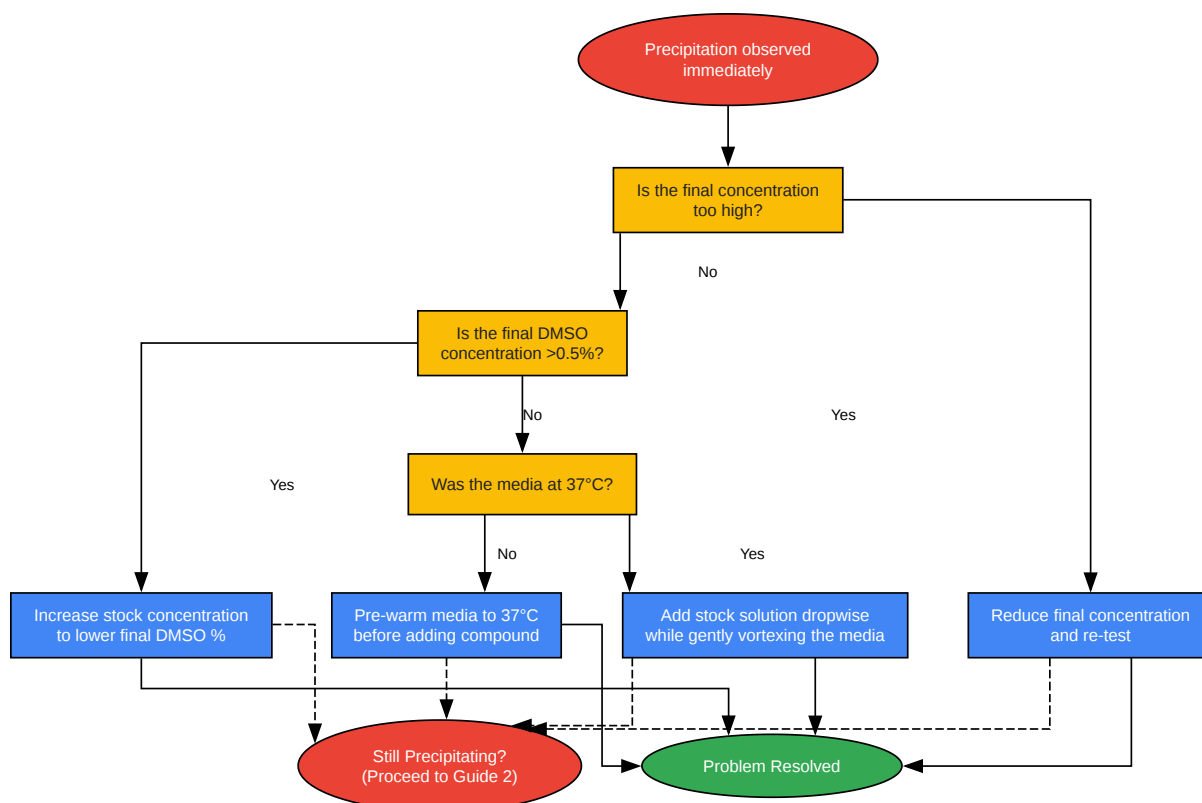 Precipitation observed
immediately
Is the final concentration
too high?
No
Is the final DMSO
concentration >0.5%?
No
Yes
Yes
Was the media at 37°C?
No
Yes
Increase stock concentration
to lower final DMSO %
Pre-warm media to 37°C
before adding compound
Add stock solution dropwise
while gently vortexing the media
Reduce final concentration
and re-test
Still Precipitating?
(Proceed to Guide 2)
Problem Resolved